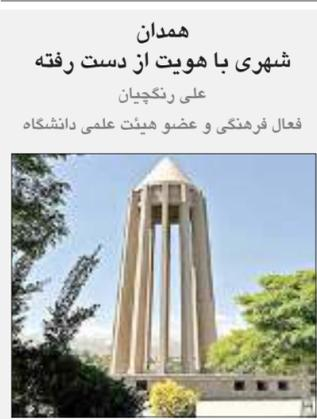 همدان
شهری با هویت از دست رفته
علی رنگچیان
فعال فرهنگی و عضو هیئت علمی دانشگاه